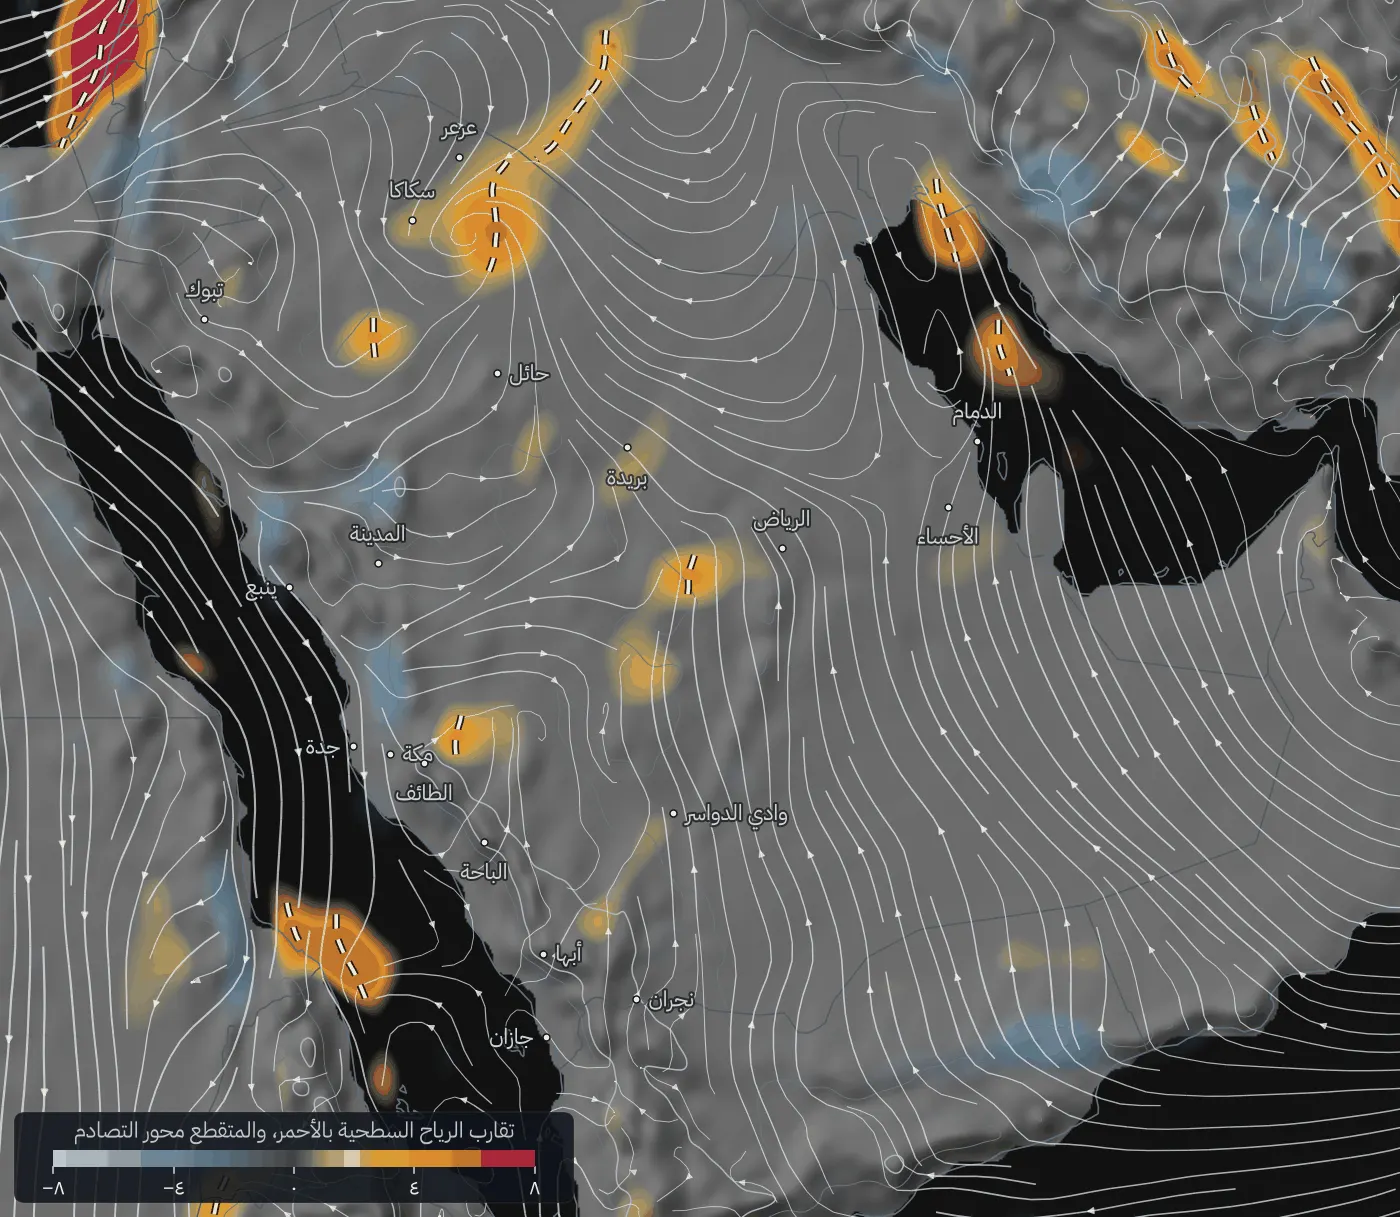 عرعر
سكاكا
تبوك
حائل
الدمام
بريدة
الرياض
المدينة
الأحساء
ينبع
جدة
مكة
الطائف
وادي الدواسر
الباحة
أبها
نجران
جازان
تقارب الرياح السطحية بالأحمر، والمتقطع محور التصادم
−٨ −٤ ٠ ٤ ٨